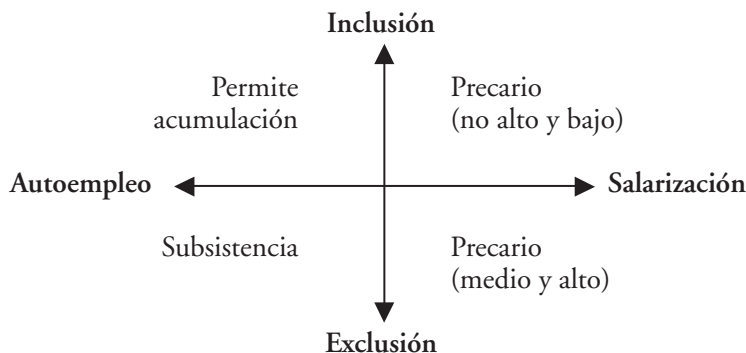 Inclusión
Permite
acumulación
Precario
(no alto y bajo)
Autoempleo
Salarización
Subsistencia
Precario
(medio y alto)
Exclusión